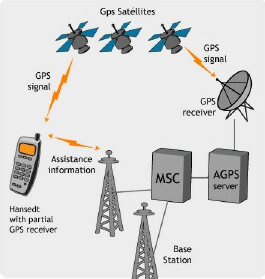 Gps Satéllites
GPS
signal
GPS
signal
GPS
receiver
Assistance
information
MSC
AGPS
server
Hansedt
with partial
GPS receiver
Base
Station